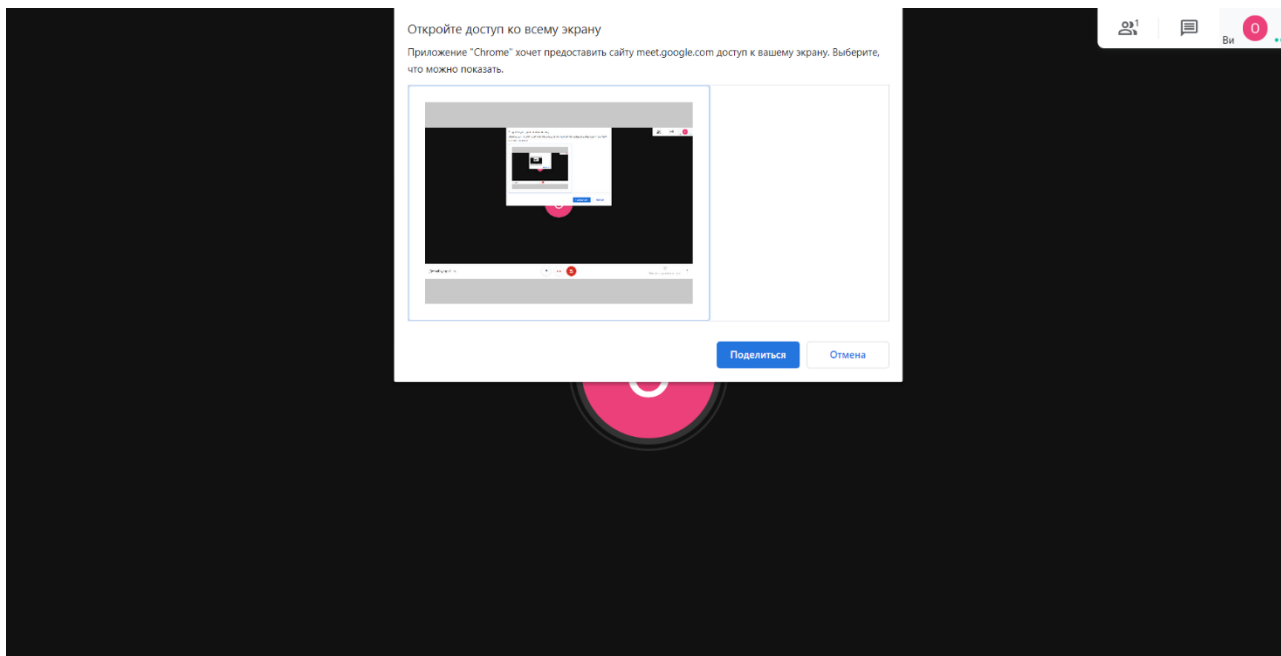 Откройте доступ ко всему экрану
Приложение "Chrome" хочет предоставить сайту meet.google.com доступ к вашему экрану. Выберите,
что можно показать.
1
Ви
O
Поделиться
Отмена